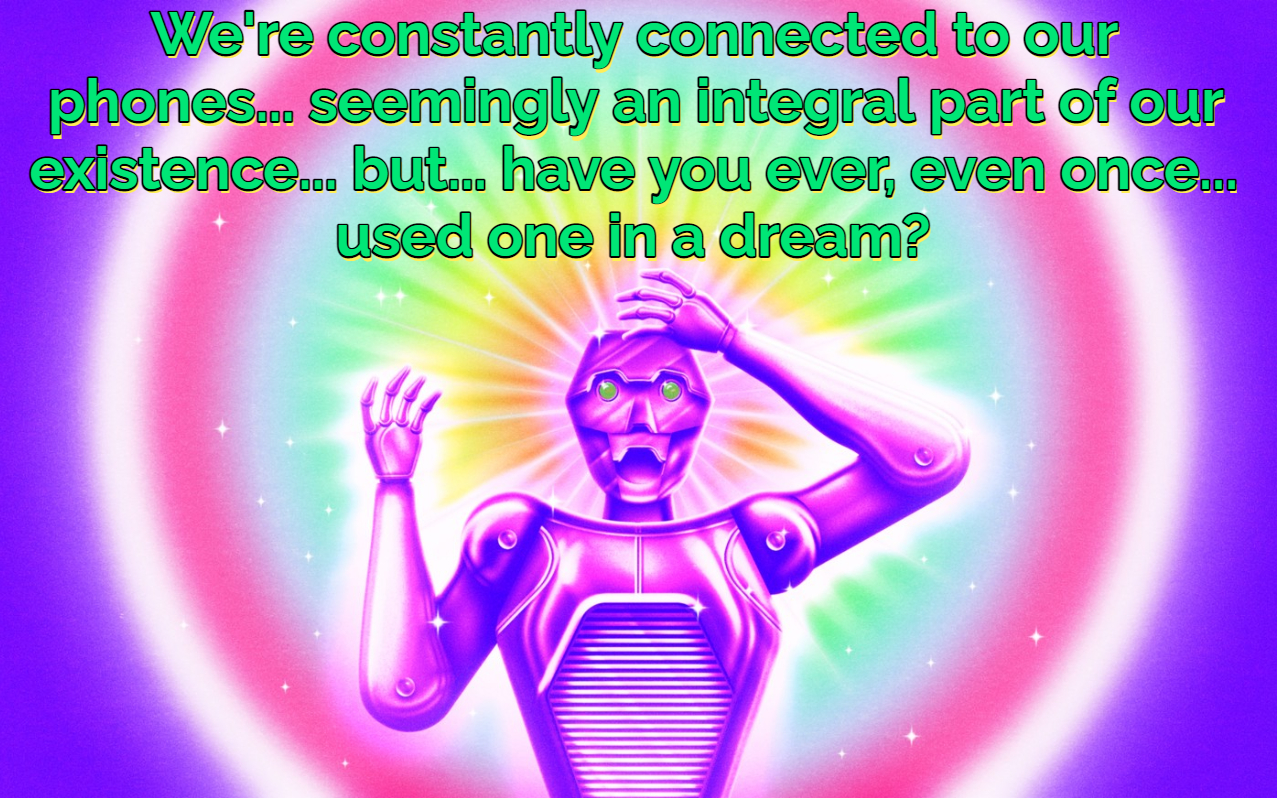 We're constantly connected to our
phones... seemingly an integral part of our
existence... but... have you ever, even once...
used one in a dream?